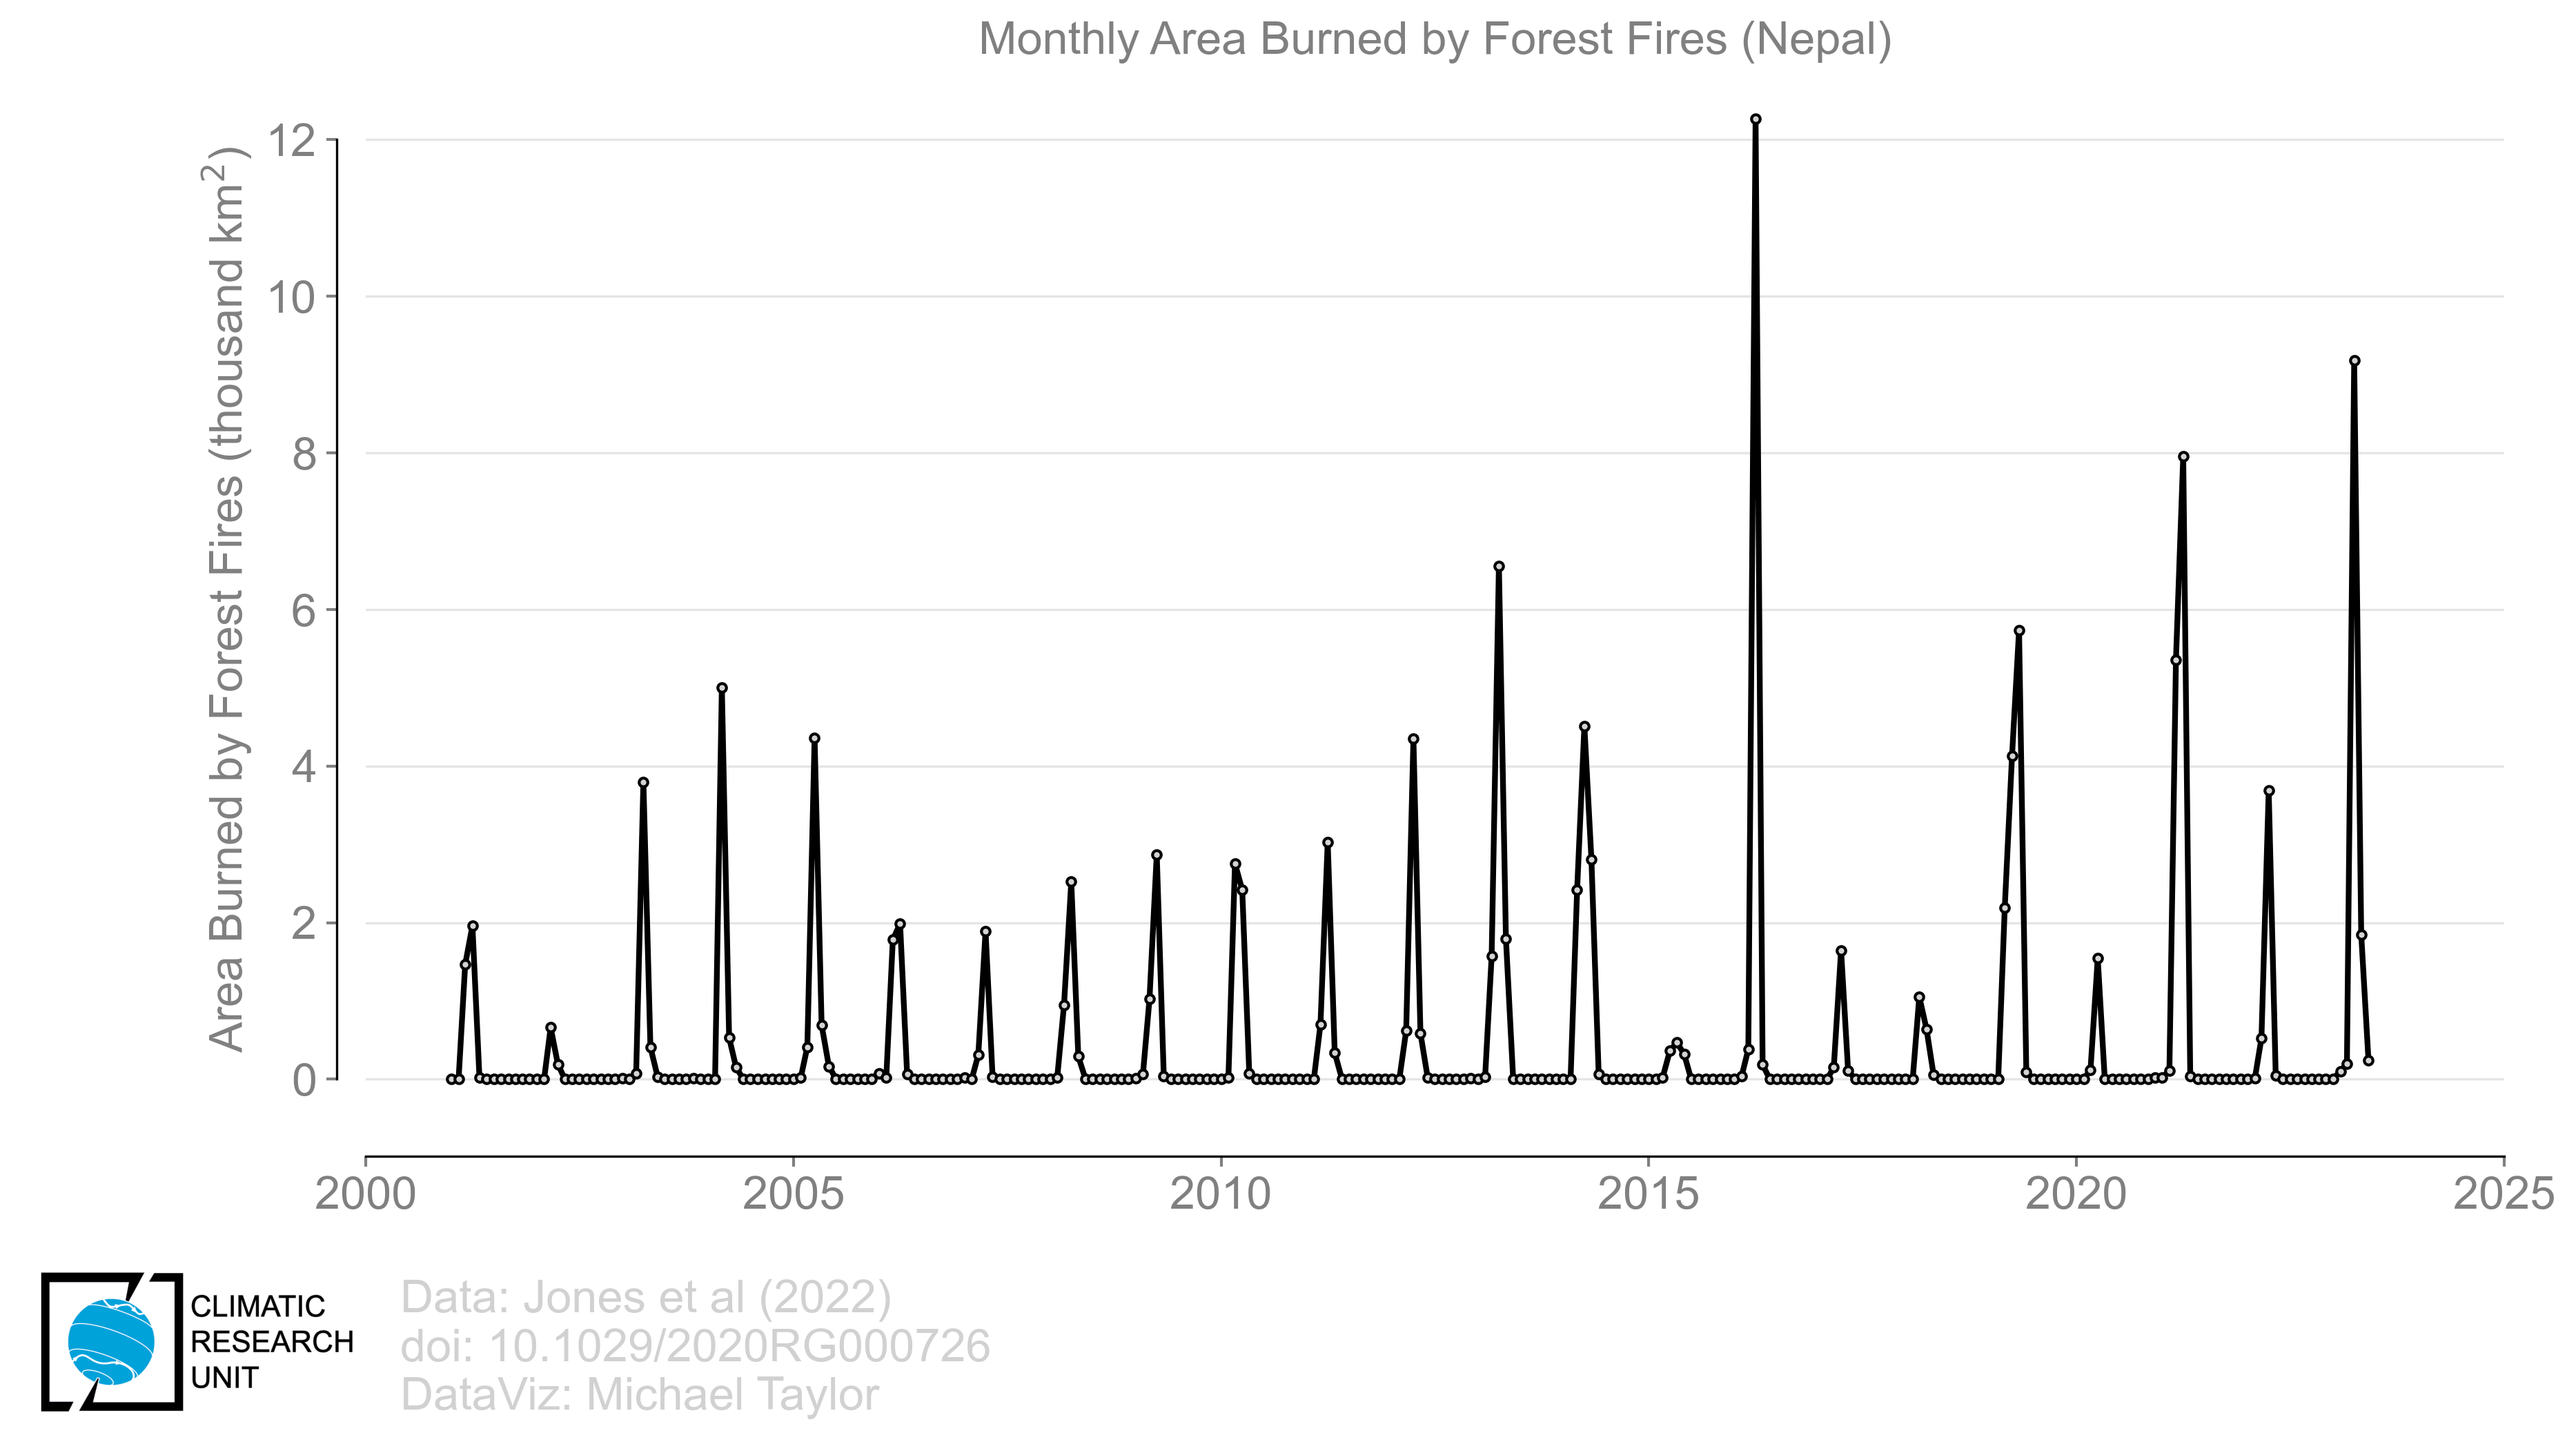 Monthly Area Burned by Forest Fires (Nepal)
Area Burned by Forest Fires (thousand km²)
12
10
8
6
4
2
0
2000 2005 2010 2015 2020 2025
CLIMATIC
RESEARCH
UNIT
Data: Jones et al (2022)
doi: 10.1029/2020RG000726
DataViz: Michael Taylor